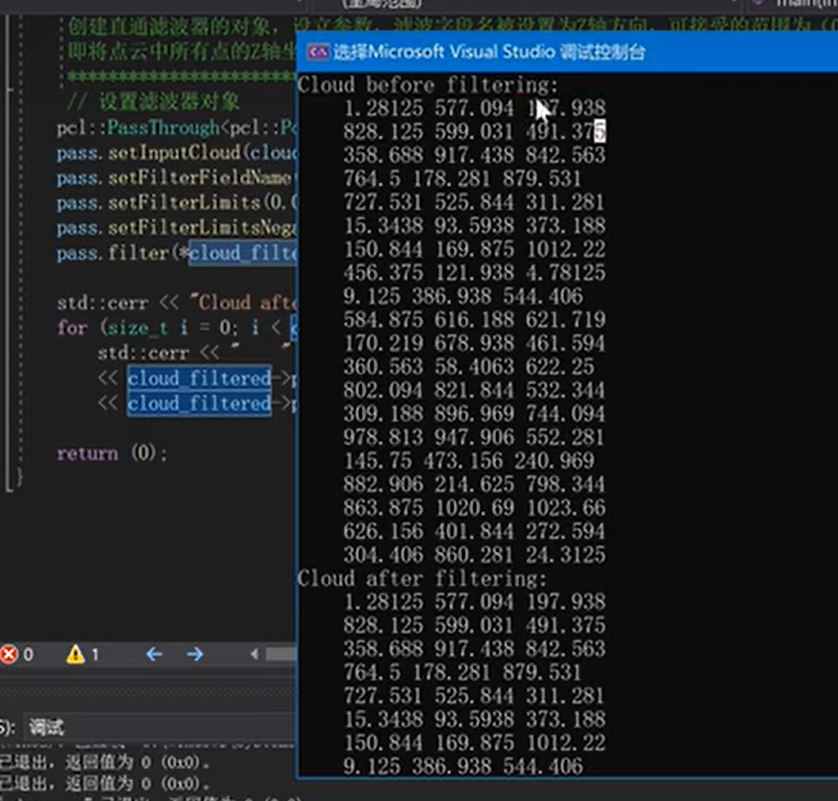 创建直通滤波器的对象，设立参数，滤波字段名被设置为Z轴方向，可接受的范围为
即将点云中所有点的Z轴坐
// 设置滤波器对象
pcl::PassThrough<pcl::Po
pass.setInputCloud(cloud
pass.setFilterFieldName
pass.setFilterLimits(0.0
pass.setFilterLimitsNega
pass.filter(*cloud_filte
std::cerr << "Cloud afte
for (size_t i = 0; i < c
std::cerr << "    "
<< cloud_filtered->p
<< cloud_filtered->p
return (0);
}
选择Microsoft Visual Studio 调试控制台
Cloud before filtering:
1.28125 577.094 197.938
828.125 599.031 491.375
358.688 917.438 842.563
764.5 178.281 879.531
727.531 525.844 311.281
15.3438 93.5938 373.188
150.844 169.875 1012.22
456.375 121.938 4.78125
9.125 386.938 544.406
584.875 616.188 621.719
170.219 678.938 461.594
360.563 58.4063 622.25
802.094 821.844 532.344
309.188 896.969 744.094
978.813 947.906 552.281
145.75 473.156 240.969
882.906 214.625 798.344
863.875 1020.69 1023.66
626.156 401.844 272.594
304.406 860.281 24.3125
Cloud after filtering:
1.28125 577.094 197.938
828.125 599.031 491.375
358.688 917.438 842.563
764.5 178.281 879.531
727.531 525.844 311.281
15.3438 93.5938 373.188
150.844 169.875 1012.22
9.125 386.938 544.406
0
1
调试
已退出，返回值为 0 (0x0)。
已退出，返回值为 0 (0x0)。